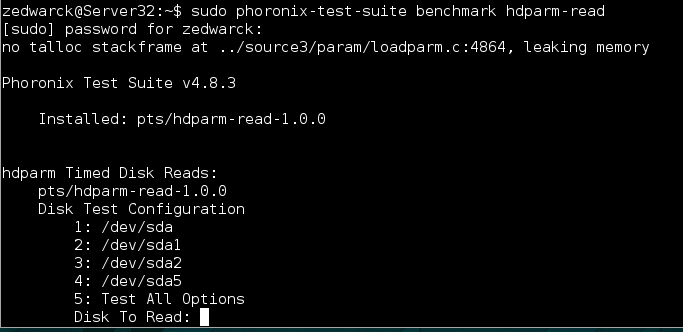 zedwarck@Server32:~$ sudo phoronix-test-suite benchmark hdparm-read
[sudo] password for zedwarck:
no talloc stackframe at ../source3/param/loadparm.c:4864, leaking memory
Phoronix Test Suite v4.8.3
Installed: pts/hdparm-read-1.0.0
hdparm Timed Disk Reads:
pts/hdparm-read-1.0.0
Disk Test Configuration
1: /dev/sda
2: /dev/sda1
3: /dev/sda2
4: /dev/sda5
5: Test All Options
Disk To Read: